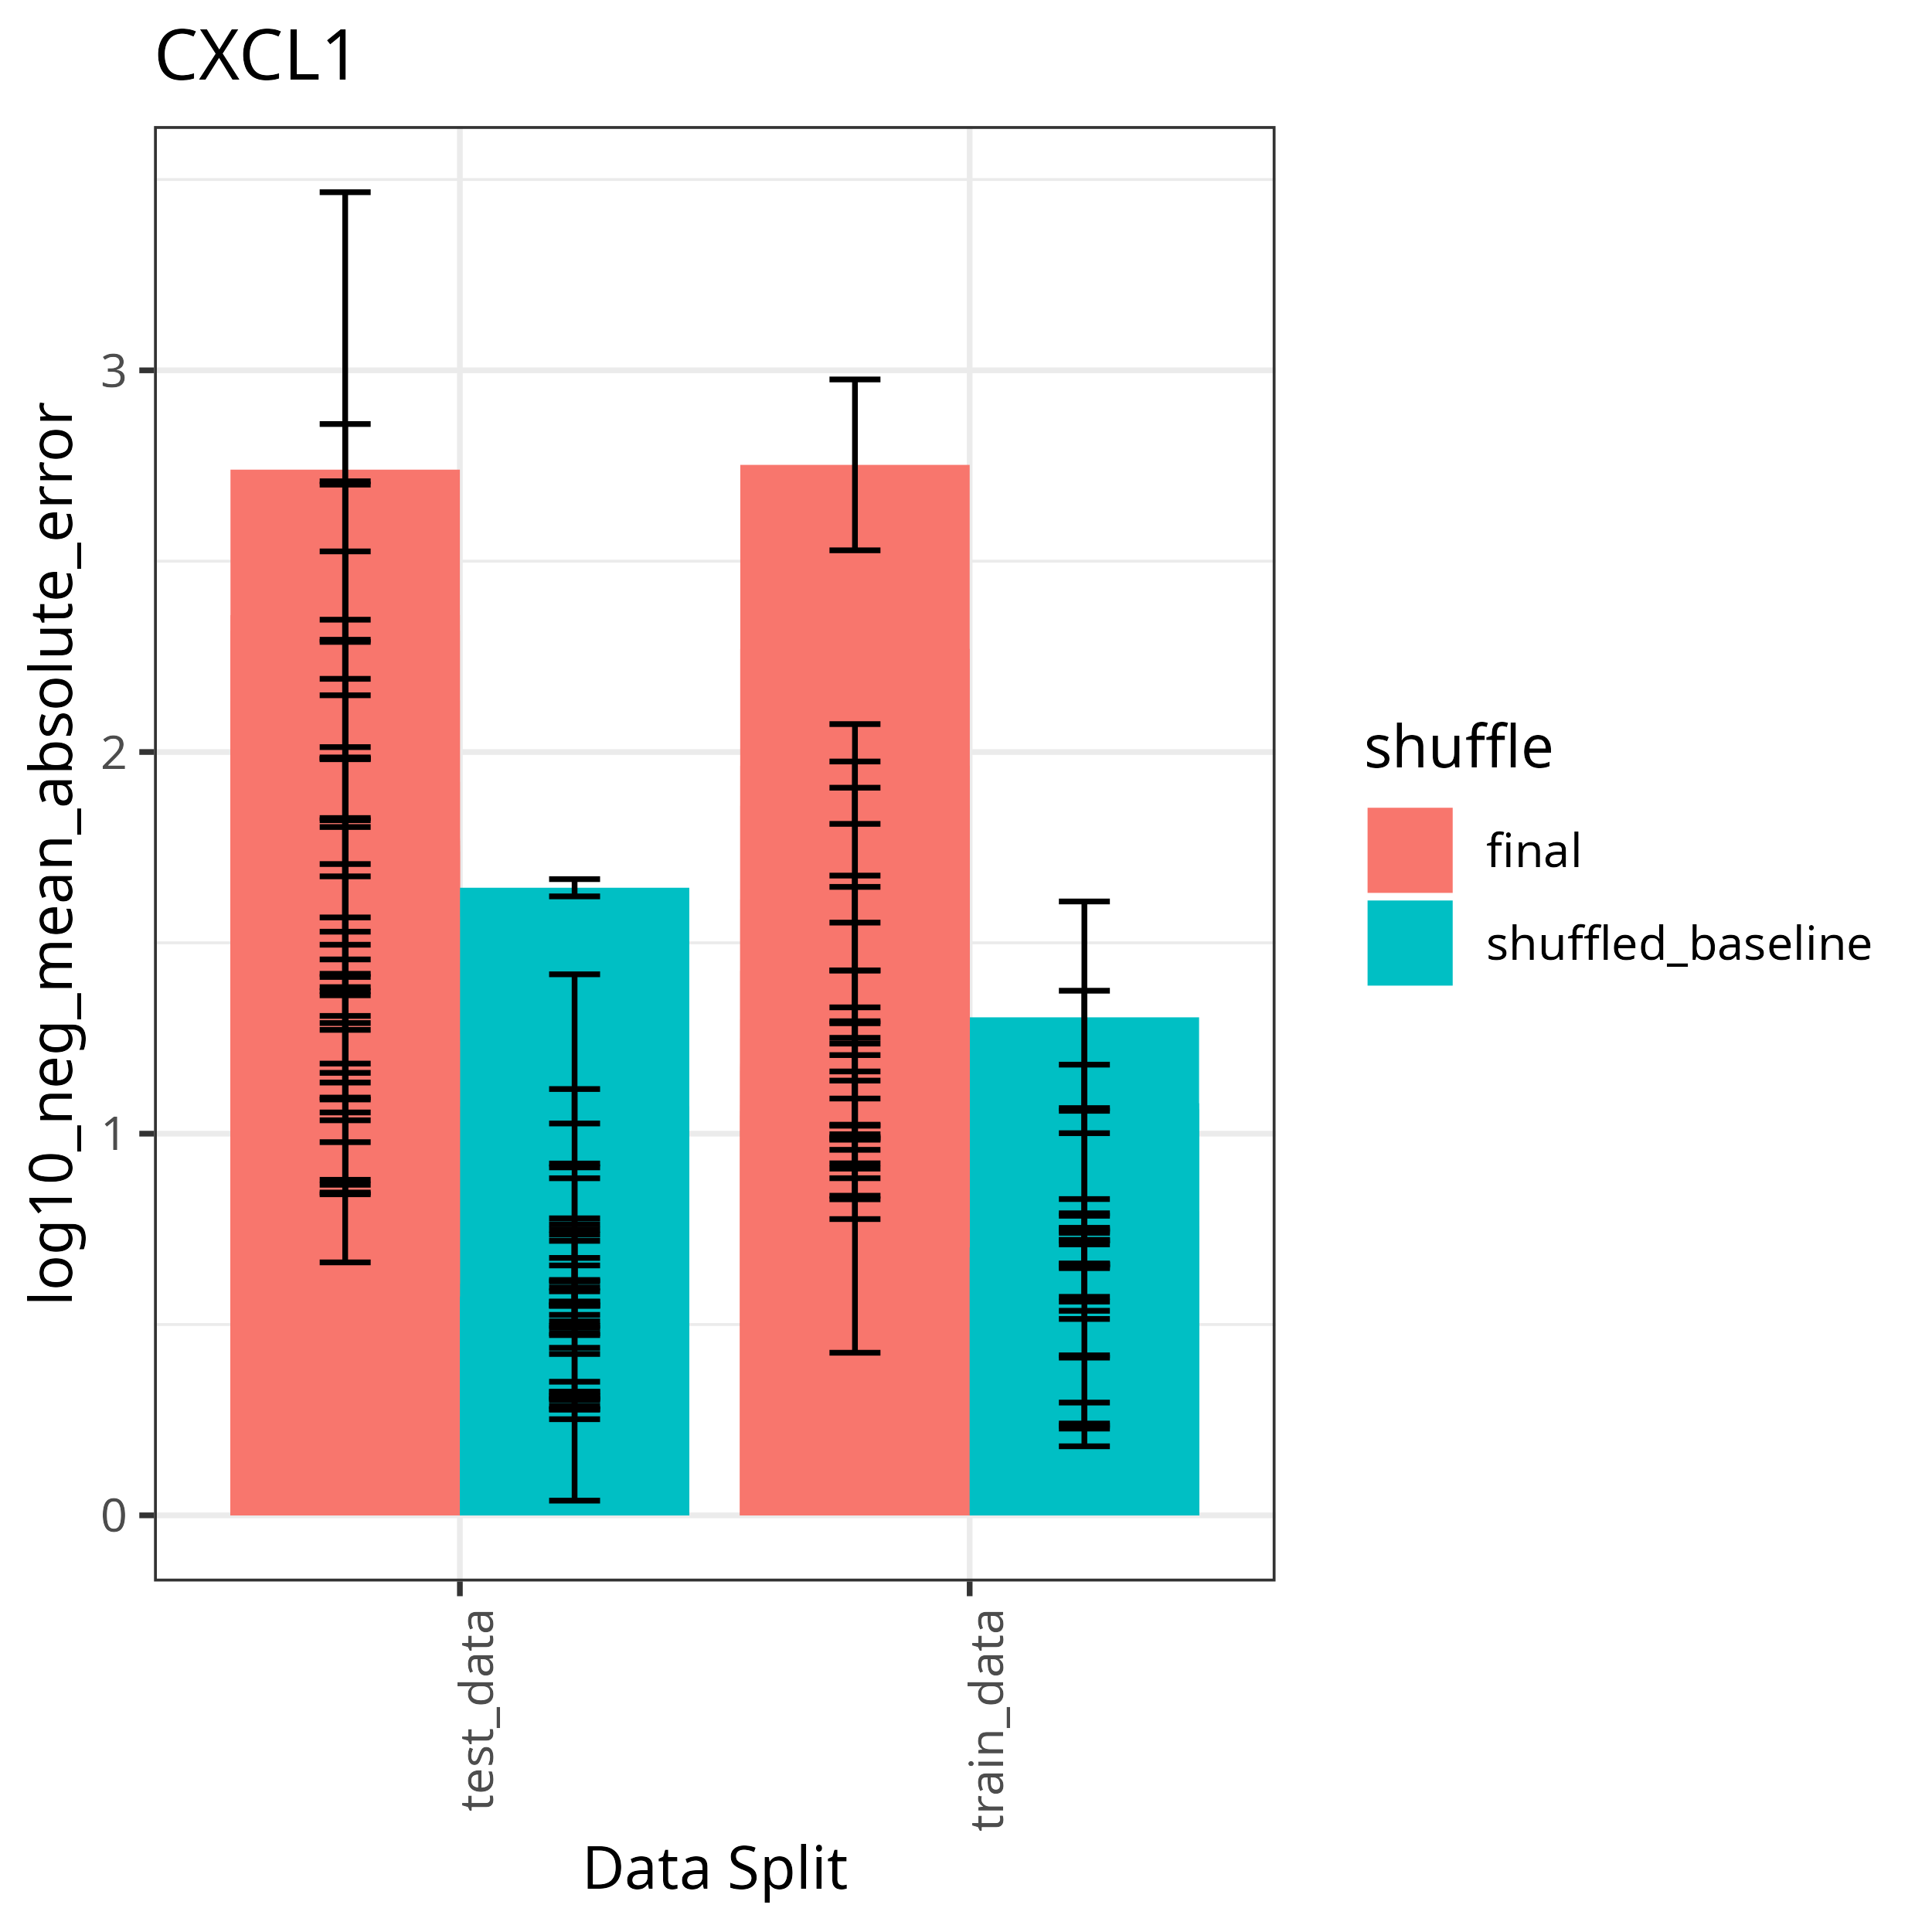 CXCL1
log10_neg_mean_absolute_error
3
2
1
0
test_data
train_data
Data Split
shuffle
final
shuffled_baseline